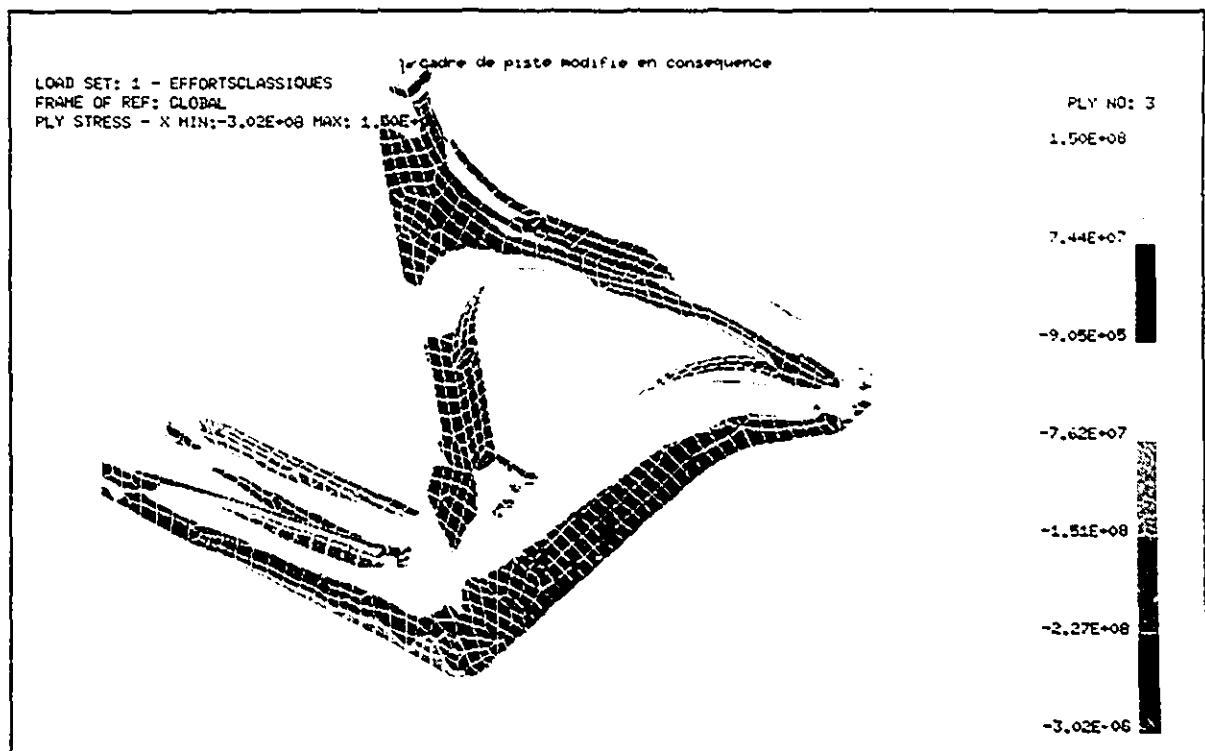 cadre de piste modifie en consequence
LOAD SET: 1 - EFFORTSCLASSIQUES
FRAME OF REF: GLOBAL
PLY STRESS - X MIN:-3.02E+08 MAX: 1.50E+
PLY NO: 3
1.50E+08
7.44E+07
-9.05E+05
-7.62E+07
-1.51E+08
-2.27E+08
-3.02E+08